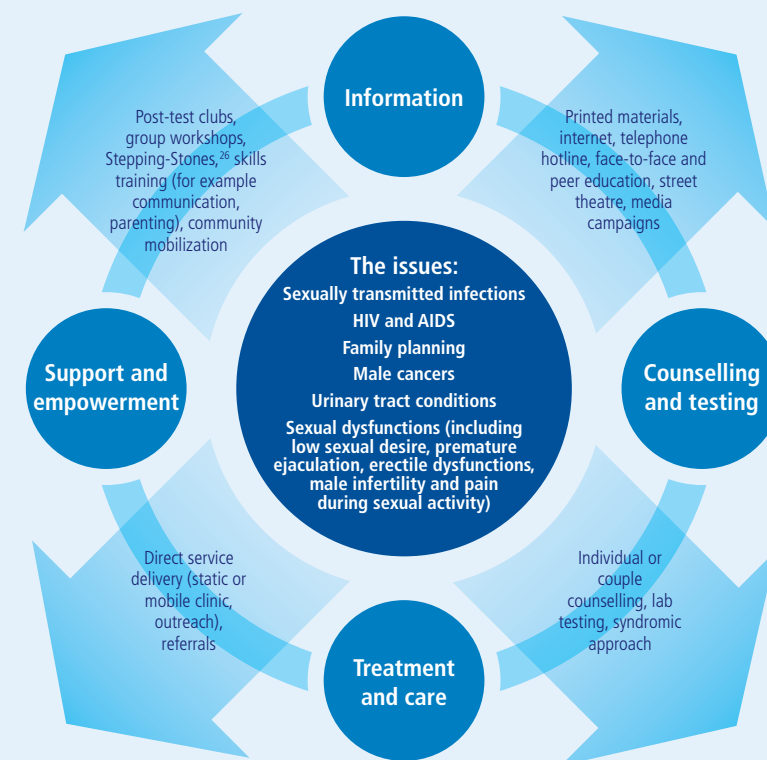 Information
Post-test clubs,
group workshops,
Stepping-Stones,26 skills
training (for example
communication,
parenting), community
mobilization
Printed materials,
internet, telephone
hotline, face-to-face and
peer education, street
theatre, media
campaigns
The issues:
Sexually transmitted infections
HIV and AIDS
Family planning
Male cancers
Urinary tract conditions
Sexual dysfunctions (including
low sexual desire, premature
ejaculation, erectile dysfunctions,
male infertility and pain
during sexual activity)
Support and
empowerment
Counselling
and testing
Direct service
delivery (static or
mobile clinic,
outreach),
referrals
Individual or
couple
counselling, lab
testing, syndromic
approach
Treatment
and care